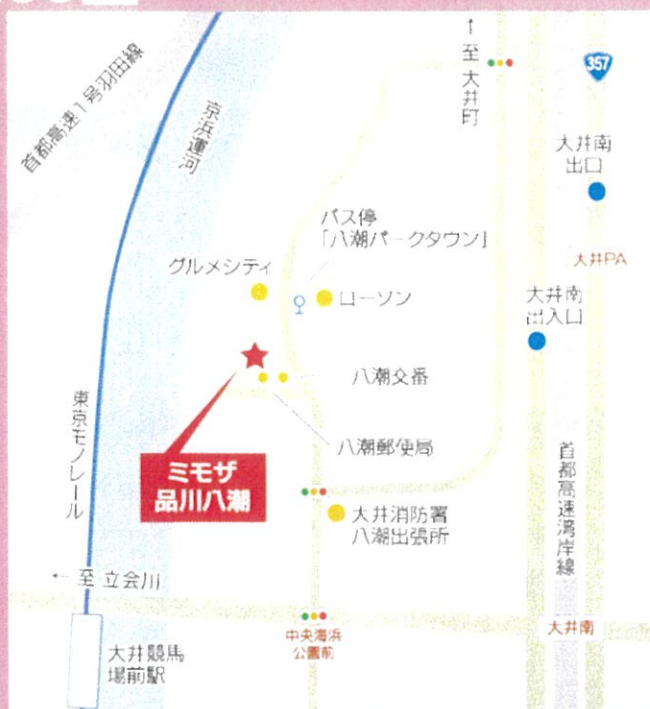 首都高速1号羽田線
京浜運河
↑至 大井町
357
大井南
出口
バス停
「八潮パークタウン」
大井PA
グルメシティ
ローソン
大井南
出入口
八潮交番
東京モノレール
八潮郵便局
ミモザ
品川八潮
首都高速湾岸線
大井消防署
八潮出張所
←至 立会川
中央海浜
公園前
大井南
大井競馬
場前駅